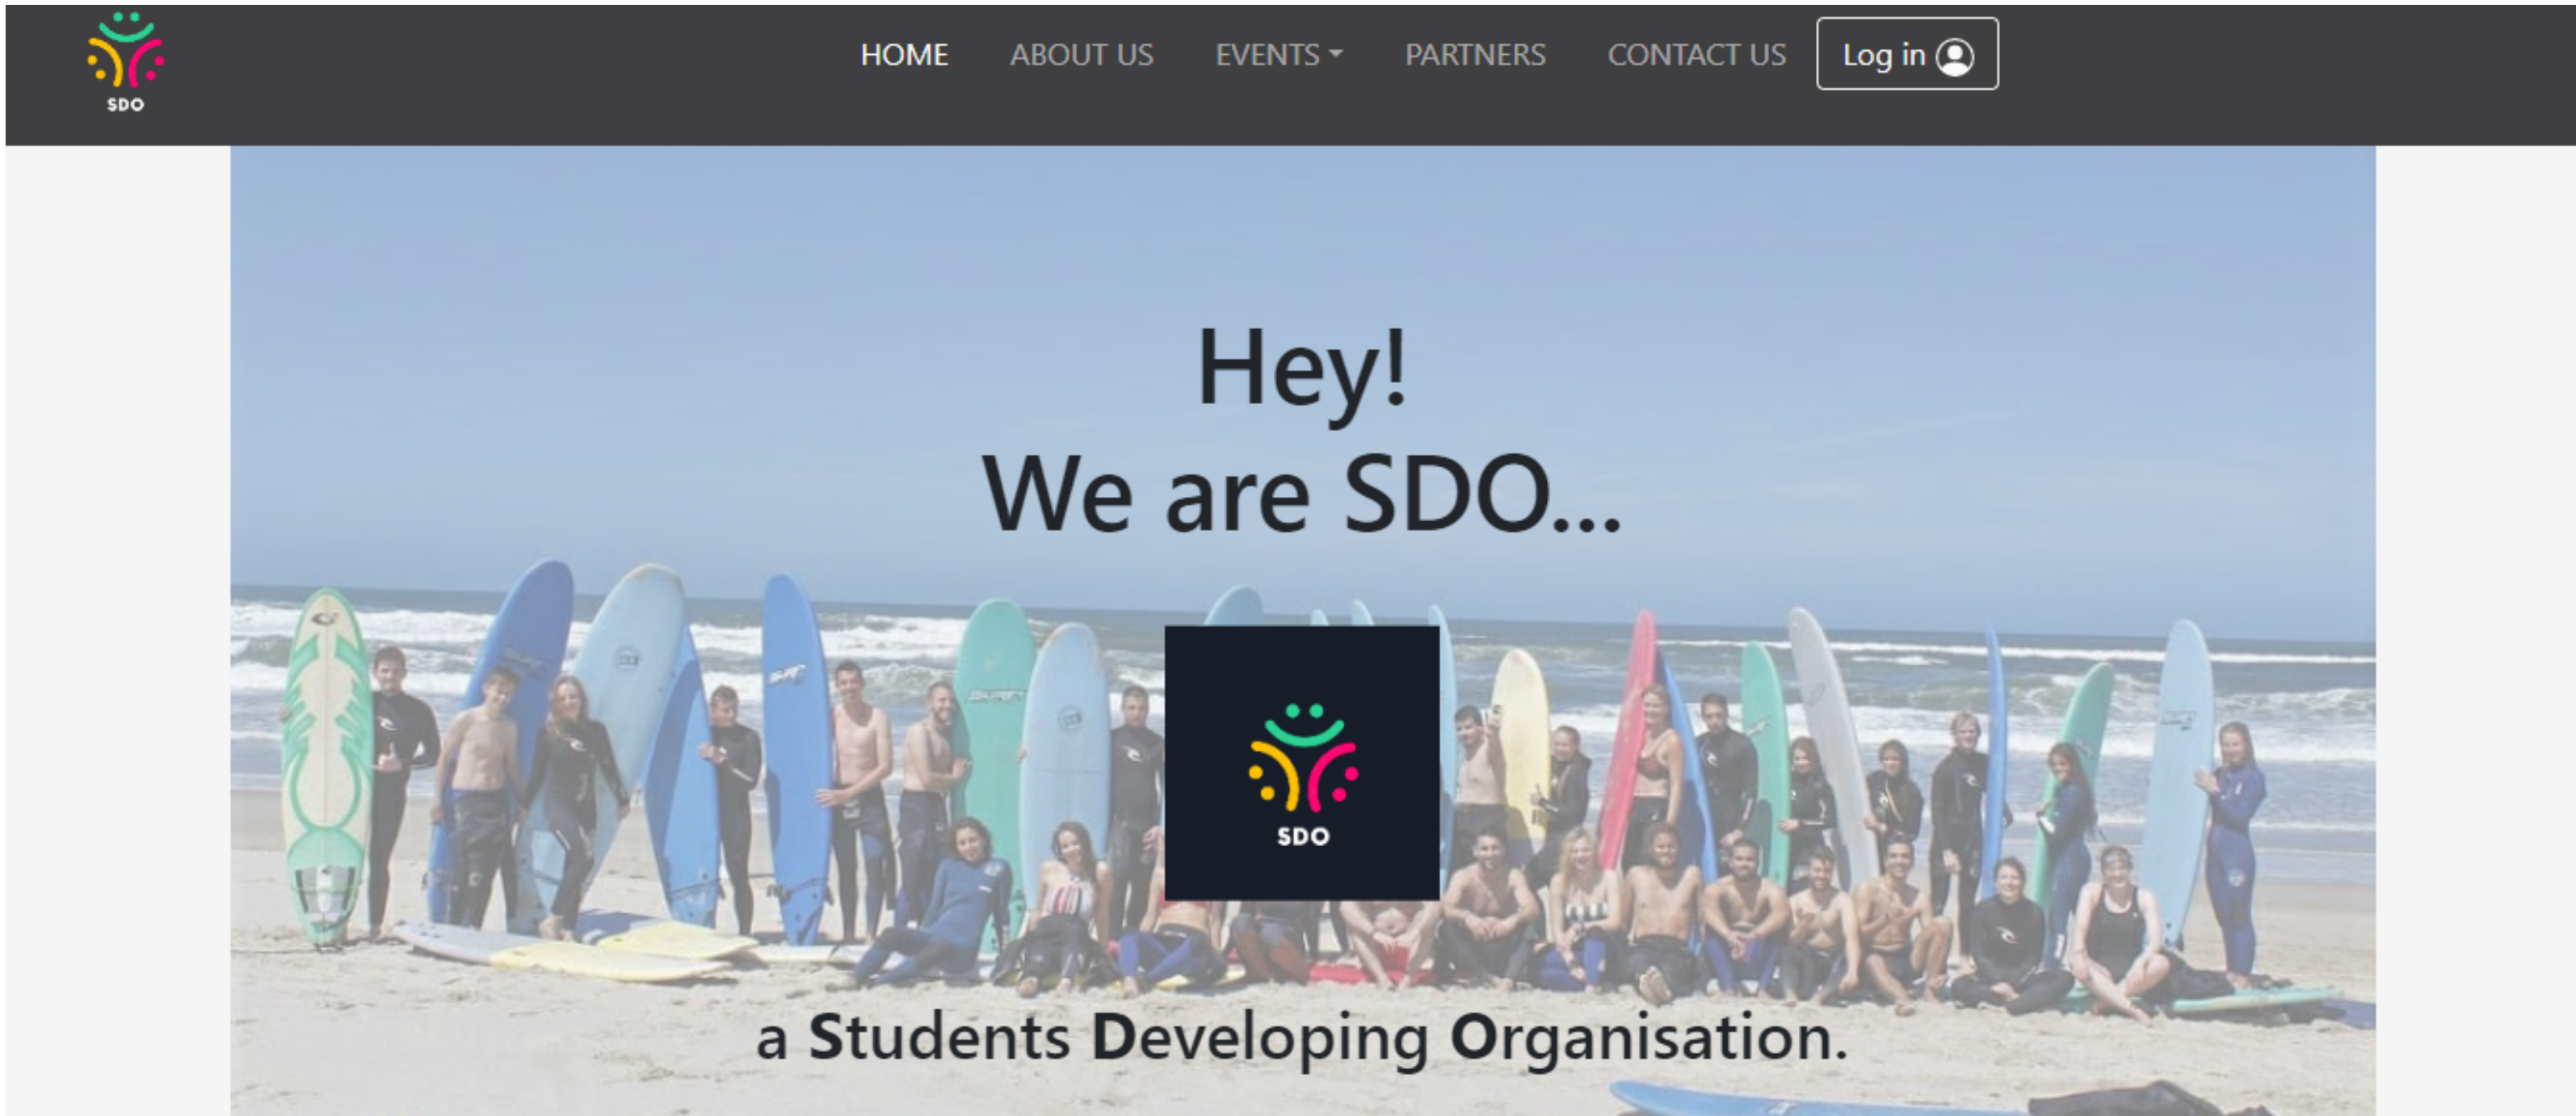 SDO
HOME ABOUT US EVENTS PARTNERS CONTACT US Log in
Hey!
We are SDO...
SDO
a Students Developing Organisation.